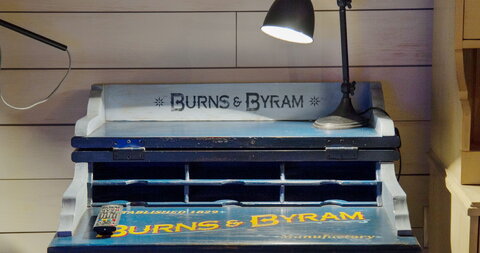 BURNS & BYRAM
ESTABLISHED 1829
BURNS & BYRAM
Manufactory